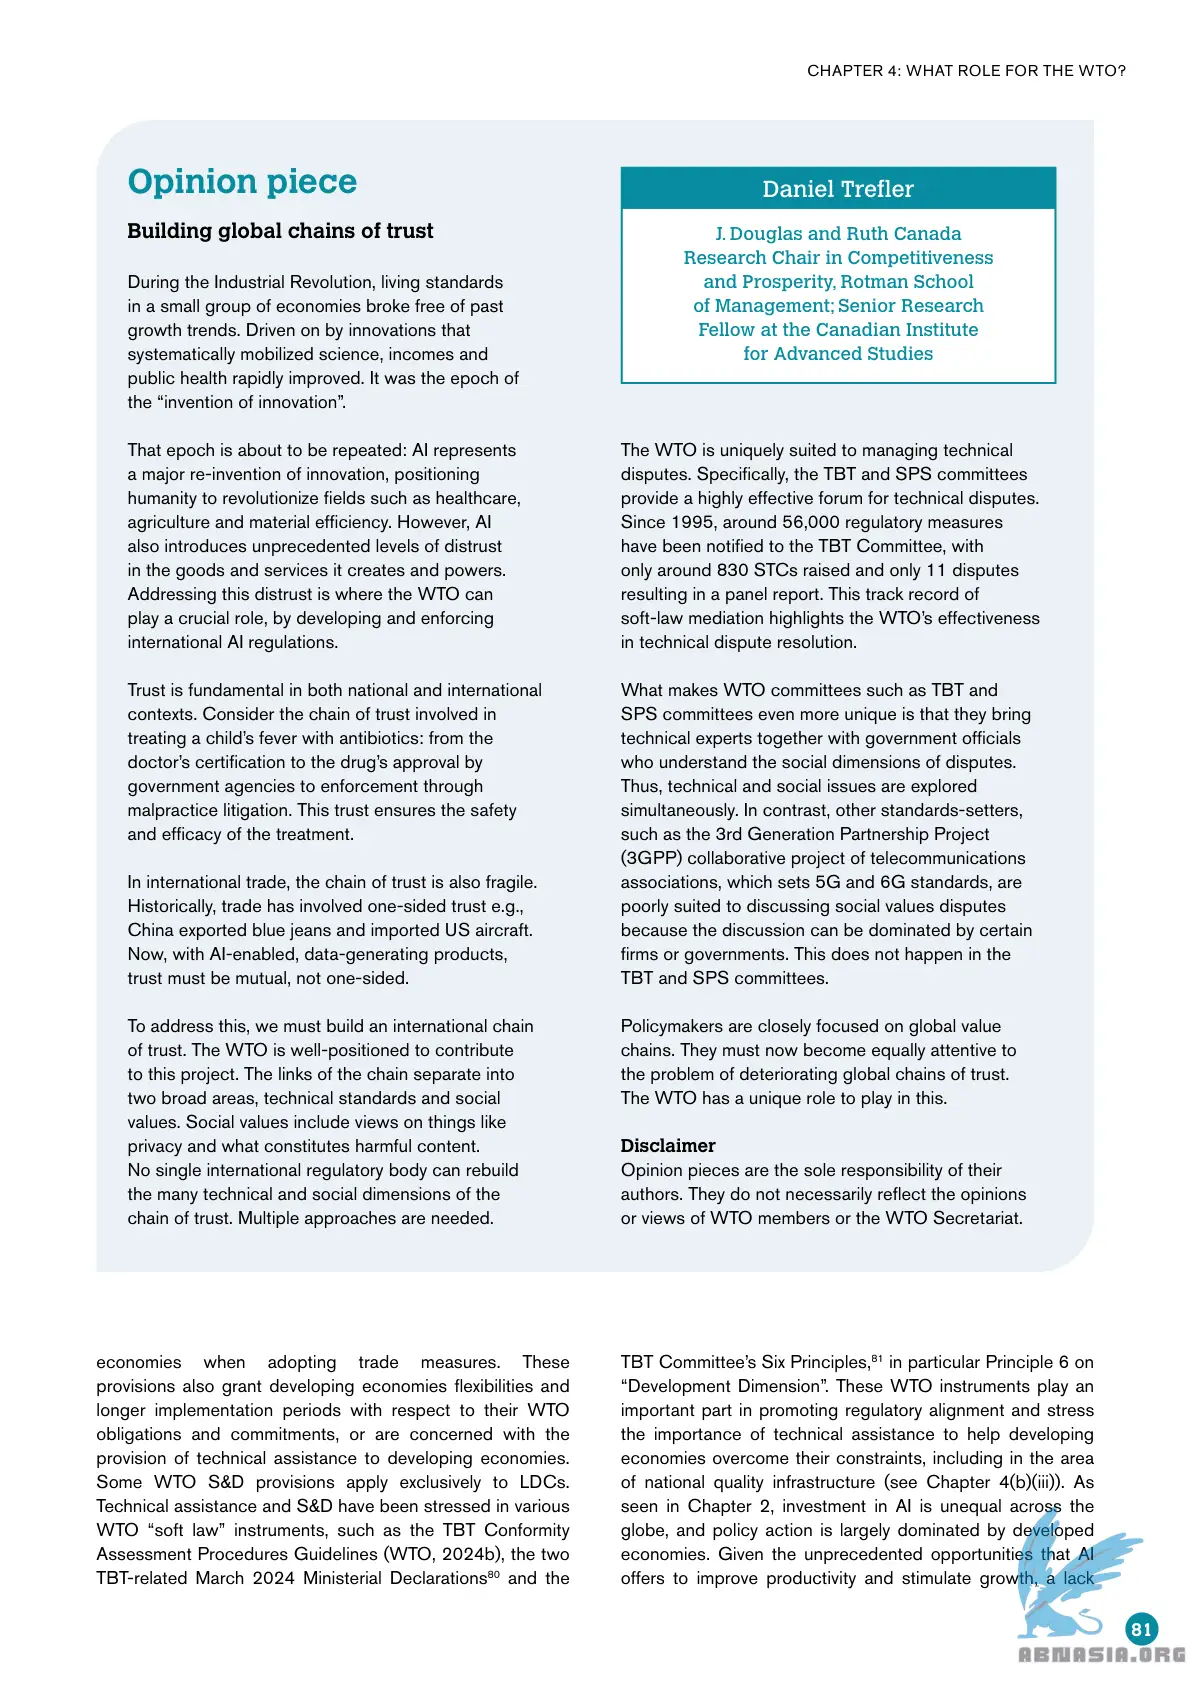 CHAPTER 4: WHAT ROLE FOR THE WTO?
Opinion piece
Building global chains of trust
During the Industrial Revolution, living standards
in a small group of economies broke free of past
growth trends. Driven on by innovations that
systematically mobilized science, incomes and
public health rapidly improved. It was the epoch of
the “invention of innovation”.
That epoch is about to be repeated: AI represents
a major re-invention of innovation, positioning
humanity to revolutionize fields such as healthcare,
agriculture and material efficiency. However, AI
also introduces unprecedented levels of distrust
in the goods and services it creates and powers.
Addressing this distrust is where the WTO can
play a crucial role, by developing and enforcing
international AI regulations.
Trust is fundamental in both national and international
contexts. Consider the chain of trust involved in
treating a child’s fever with antibiotics: from the
doctor’s certification to the drug’s approval by
government agencies to enforcement through
malpractice litigation. This trust ensures the safety
and efficacy of the treatment.
In international trade, the chain of trust is also fragile.
Historically, trade has involved one-sided trust e.g.,
China exported blue jeans and imported US aircraft.
Now, with AI-enabled, data-generating products,
trust must be mutual, not one-sided.
To address this, we must build an international chain
of trust. The WTO is well-positioned to contribute
to this project. The links of the chain separate into
two broad areas, technical standards and social
values. Social values include views on things like
privacy and what constitutes harmful content.
No single international regulatory body can rebuild
the many technical and social dimensions of the
chain of trust. Multiple approaches are needed.
Daniel Trefler
J. Douglas and Ruth Canada
Research Chair in Competitiveness
and Prosperity, Rotman School
of Management; Senior Research
Fellow at the Canadian Institute
for Advanced Studies
The WTO is uniquely suited to managing technical
disputes. Specifically, the TBT and SPS committees
provide a highly effective forum for technical disputes.
Since 1995, around 56,000 regulatory measures
have been notified to the TBT Committee, with
only around 830 STCs raised and only 11 disputes
resulting in a panel report. This track record of
soft-law mediation highlights the WTO’s effectiveness
in technical dispute resolution.
What makes WTO committees such as TBT and
SPS committees even more unique is that they bring
technical experts together with government officials
who understand the social dimensions of disputes.
Thus, technical and social issues are explored
simultaneously. In contrast, other standards-setters,
such as the 3rd Generation Partnership Project
(3GPP) collaborative project of telecommunications
associations, which sets 5G and 6G standards, are
poorly suited to discussing social values disputes
because the discussion can be dominated by certain
firms or governments. This does not happen in the
TBT and SPS committees.
Policymakers are closely focused on global value
chains. They must now become equally attentive to
the problem of deteriorating global chains of trust.
The WTO has a unique role to play in this.
Disclaimer
Opinion pieces are the sole responsibility of their
authors. They do not necessarily reflect the opinions
or views of WTO members or the WTO Secretariat.
economies when adopting trade measures. These
provisions also grant developing economies flexibilities and
longer implementation periods with respect to their WTO
obligations and commitments, or are concerned with the
provision of technical assistance to developing economies.
Some WTO S&D provisions apply exclusively to LDCs.
Technical assistance and S&D have been stressed in various
WTO “soft law” instruments, such as the TBT Conformity
Assessment Procedures Guidelines (WTO, 2024b), the two
TBT-related March 2024 Ministerial Declarations⁸⁰ and the
TBT Committee’s Six Principles,⁸¹ in particular Principle 6 on
“Development Dimension”. These WTO instruments play an
important part in promoting regulatory alignment and stress
the importance of technical assistance to help developing
economies overcome their constraints, including in the area
of national quality infrastructure (see Chapter 4(b)(iii)). As
seen in Chapter 2, investment in AI is unequal across the
globe, and policy action is largely dominated by developed
economies. Given the unprecedented opportunities that AI
offers to improve productivity and stimulate growth, a lack
81
ABNASIA.ORG